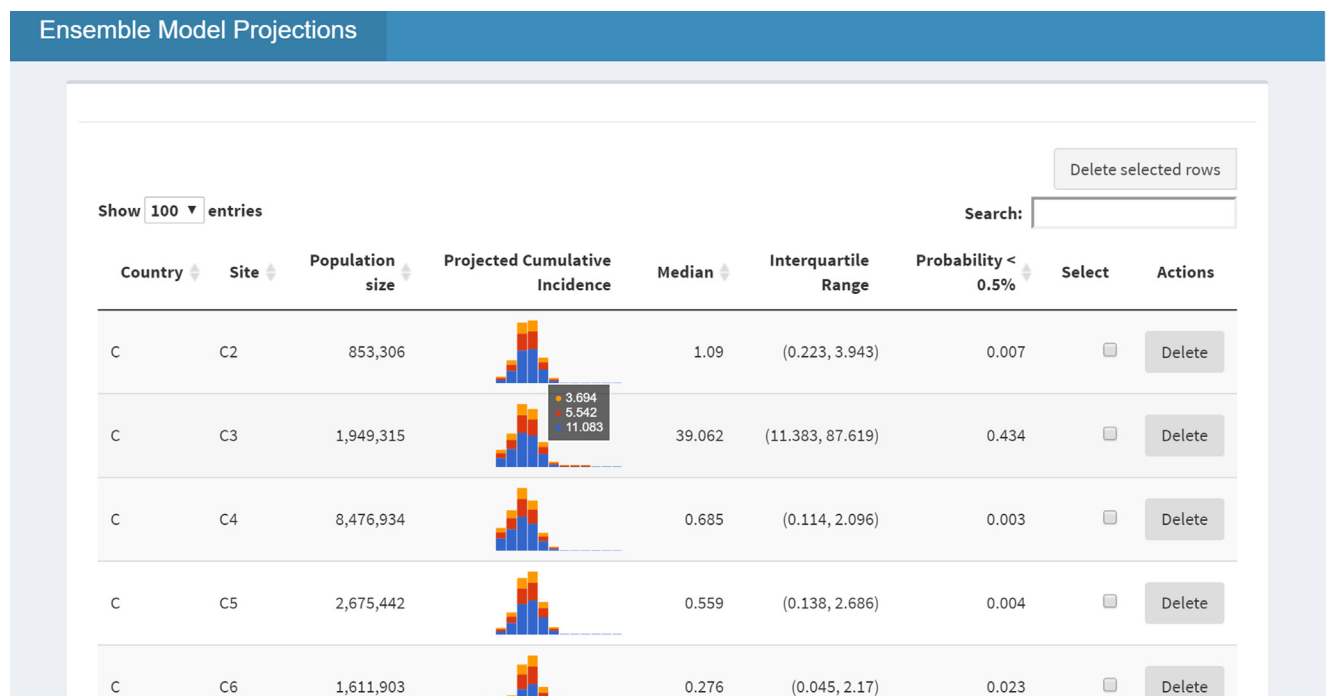 Ensemble Model Projections
Delete selected rows
Show 100 ▼ entries
Search:
Country Site Population size Projected Cumulative Incidence Median Interquartile Range Probability < 0.5% Select Actions
C C2 853,306 1.09 (0.223, 3.943) 0.007 Delete
3.694
5.542
11.083
C C3 1,949,315 39.062 (11.383, 87.619) 0.434 Delete
C C4 8,476,934 0.685 (0.114, 2.096) 0.003 Delete
C C5 2,675,442 0.559 (0.138, 2.686) 0.004 Delete
C C6 1,611,903 0.276 (0.045, 2.17) 0.023 Delete